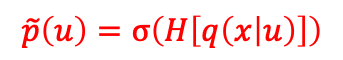 p̃(u) = σ(H[q(x|u)])